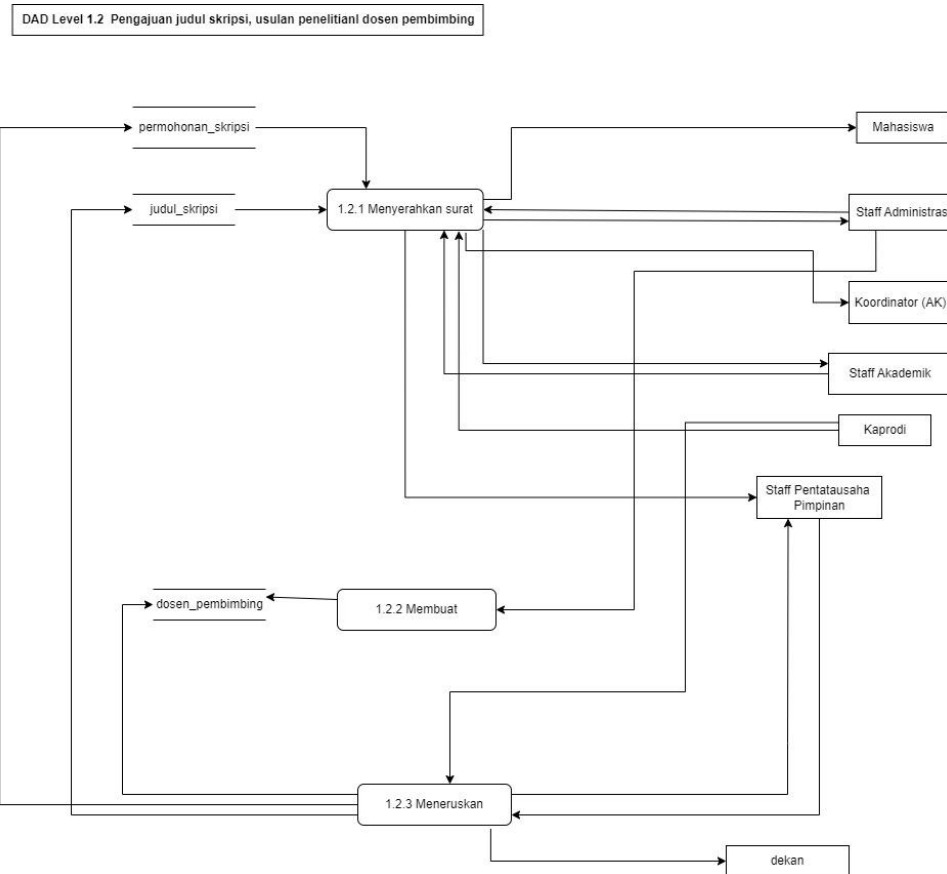 DAD Level 1.2 Pengajuan judul skripsi, usulan penelitianl dosen pembimbing
permohonan_skripsi
Mahasiswa
judul_skripsi
1.2.1 Menyerahkan surat
Staff Administras
Koordinator (AK)
Staff Akademik
Kaprodi
Staff Pentatausaha
Pimpinan
dosen_pembimbing
1.2.2 Membuat
1.2.3 Meneruskan
dekan